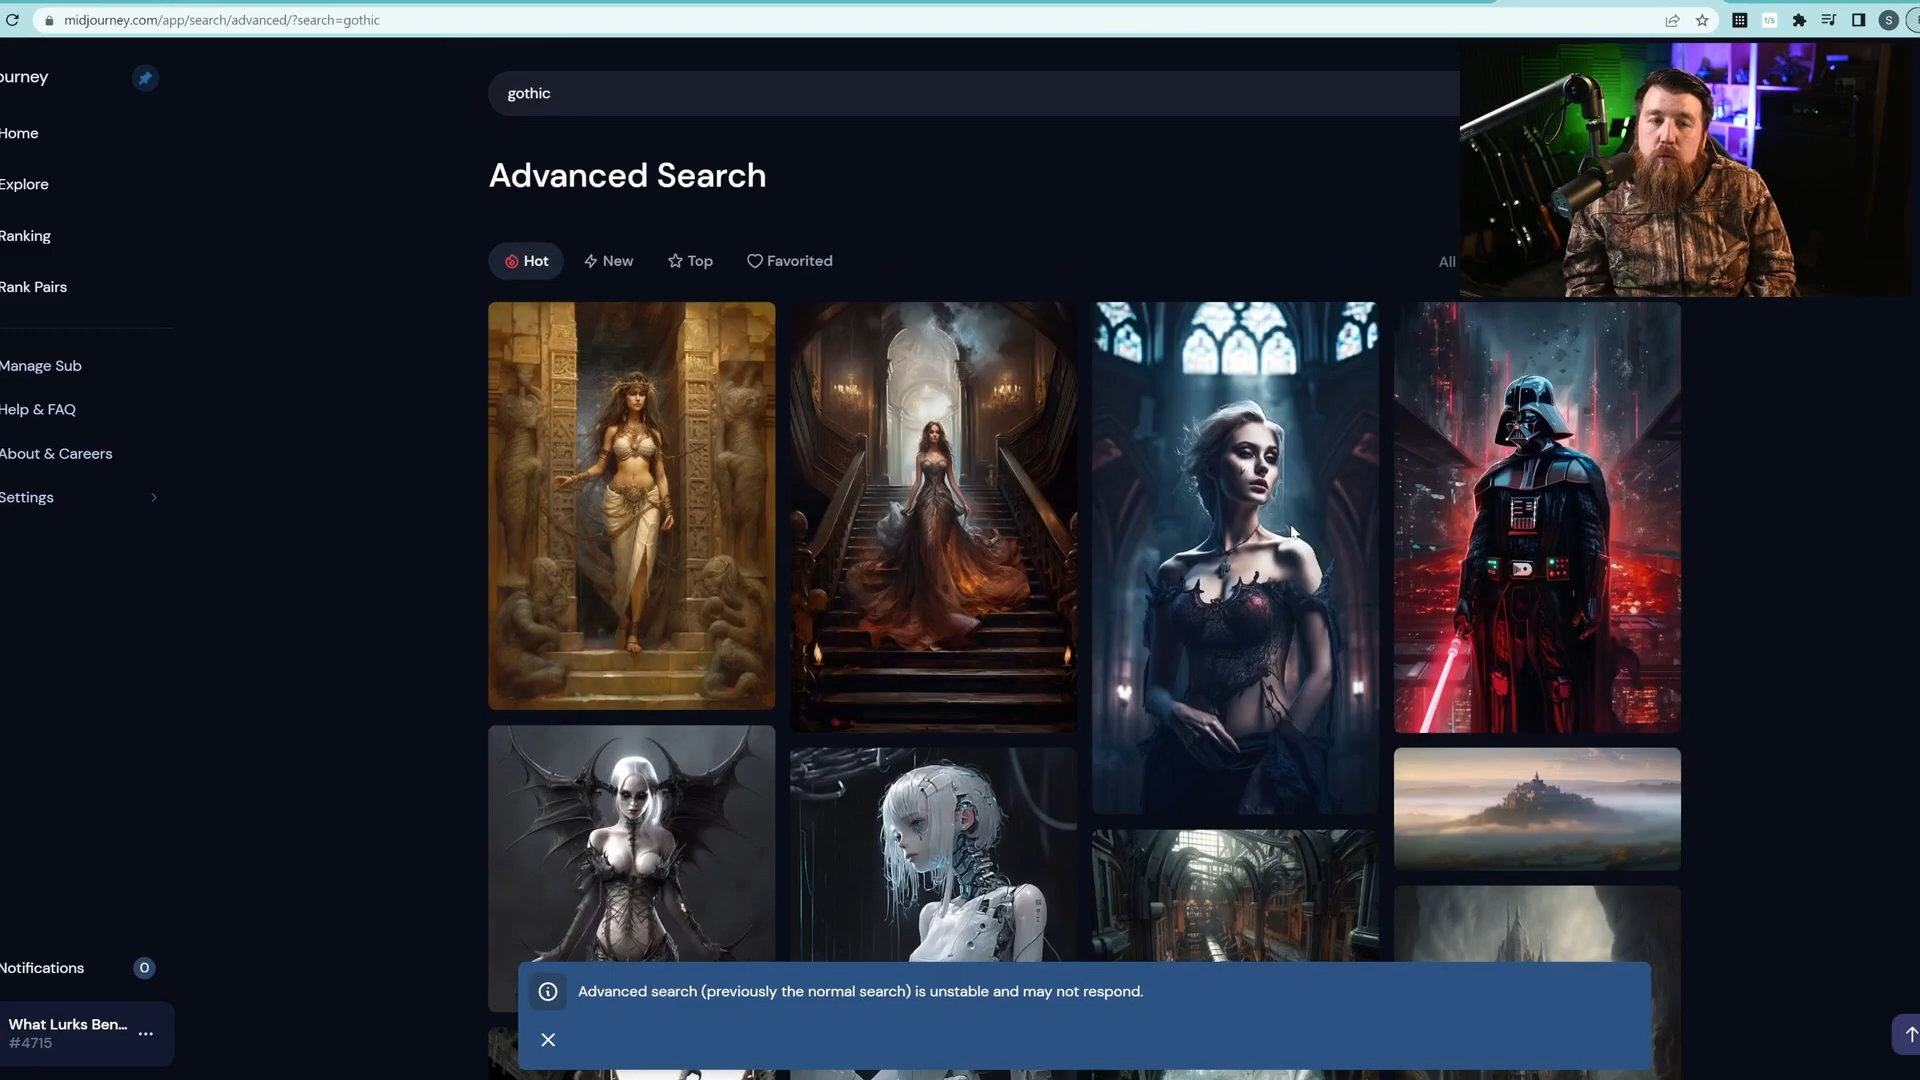 midjourney.com/app/search/advanced/?search=gothic
t/s
S
ourney
gothic
Home
Advanced Search
Explore
Ranking
Hot
New
Top
Favorited
All
Rank Pairs
Manage Sub
Help & FAQ
About & Careers
Settings
Notifications
0
Advanced search (previously the normal search) is unstable and may not respond.
What Lurks Ben...
#4715